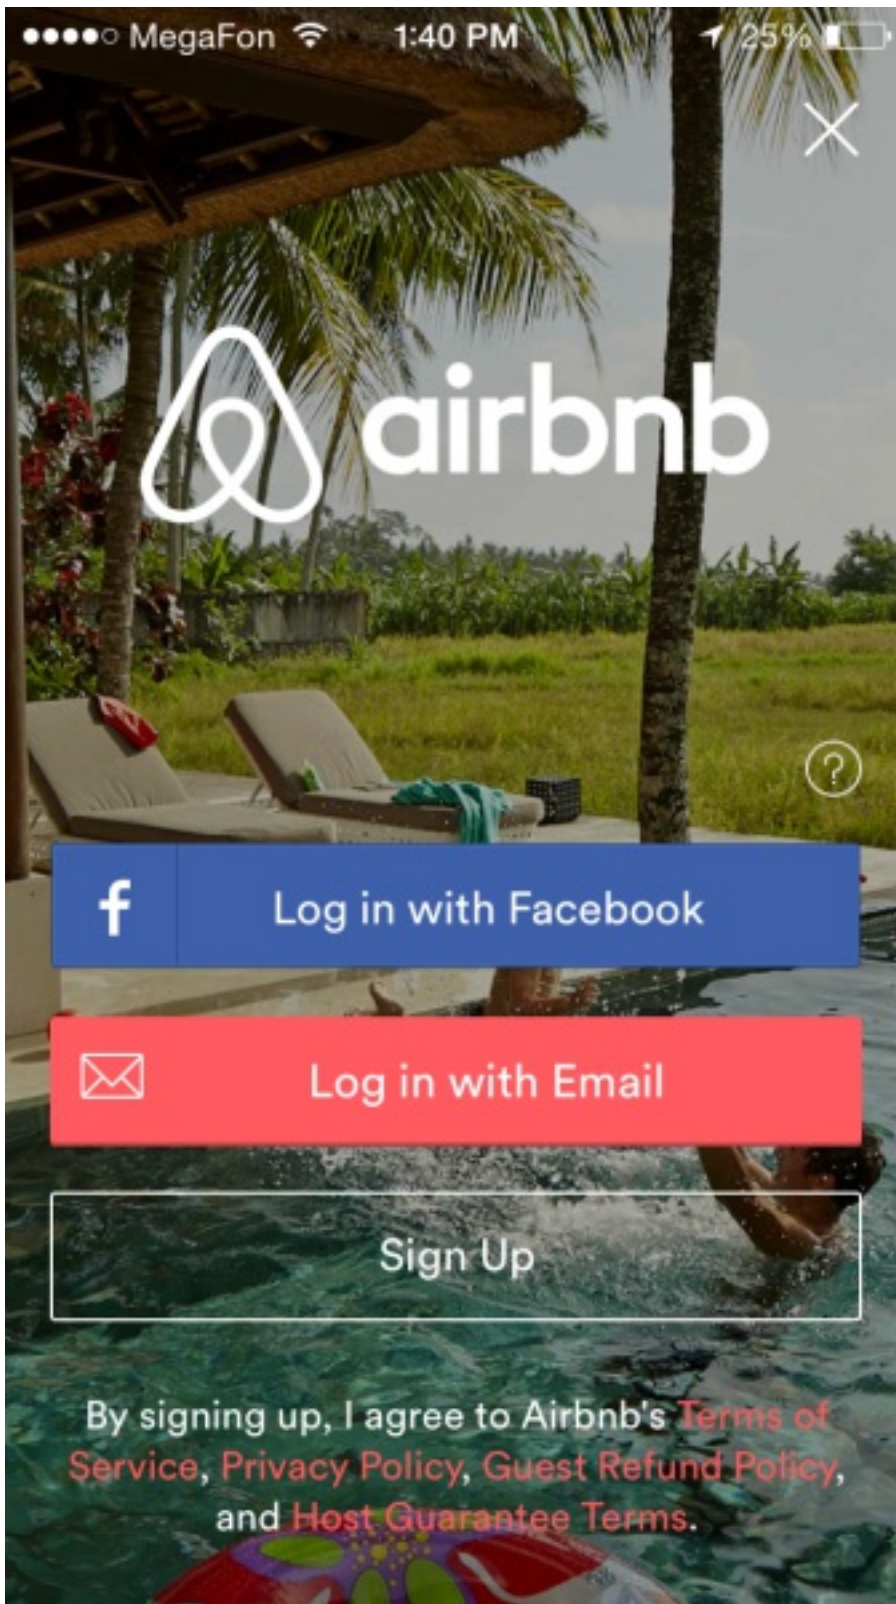 MegaFon 1:40 PM 25%
airbnb
?
f Log in with Facebook
Log in with Email
Sign Up
By signing up, I agree to Airbnb's Terms of
Service, Privacy Policy, Guest Refund Policy,
and Host Guarantee Terms.